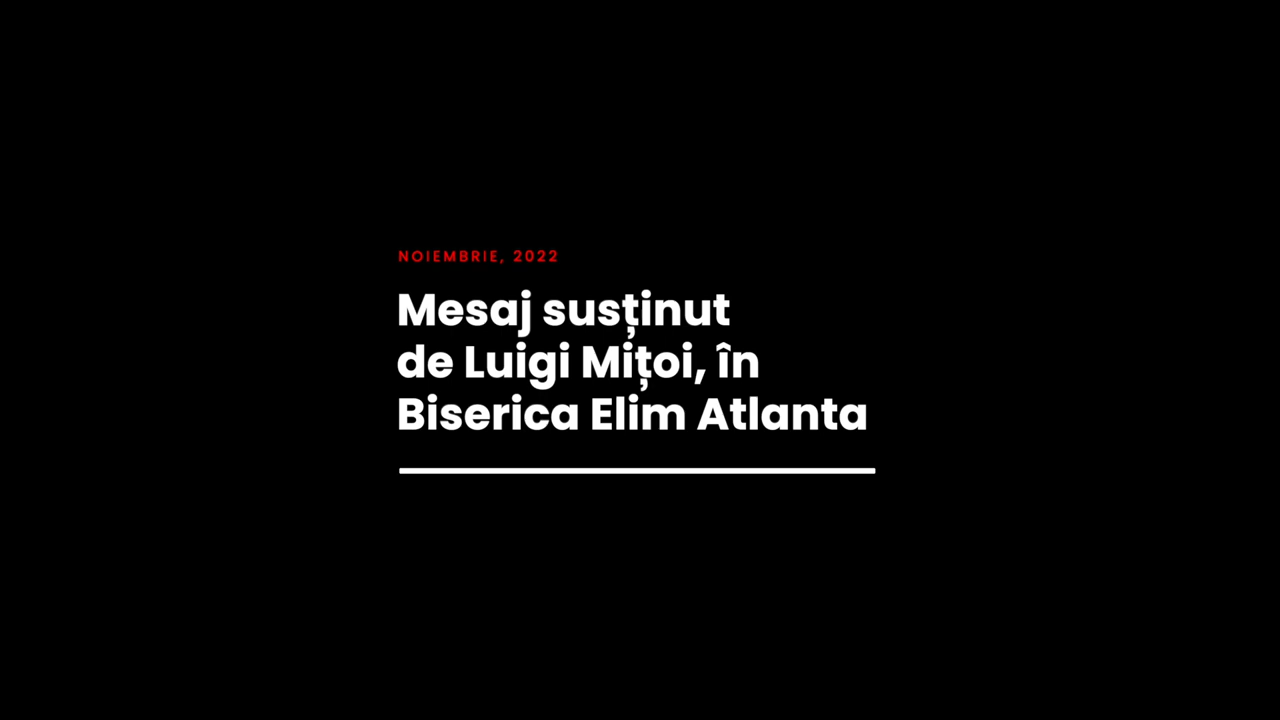 NOIEMBRIE, 2022
Mesaj susținut
de Luigi Mițoi, în
Biserica Elim Atlanta